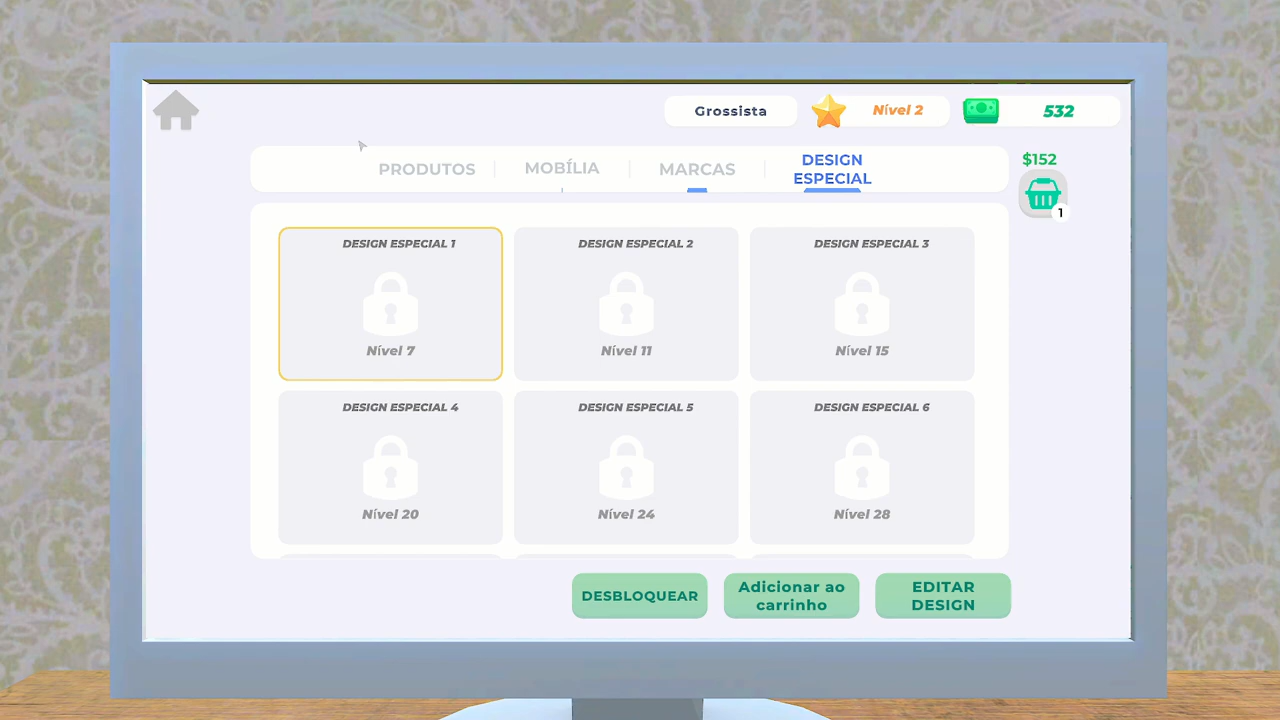 Grossista
Nível 2
532
PRODUTOS
MOBÍLIA
MARCAS
DESIGN
ESPECIAL
$152
1
DESIGN ESPECIAL 1
Nível 7
DESIGN ESPECIAL 2
Nível 11
DESIGN ESPECIAL 3
Nível 15
DESIGN ESPECIAL 4
Nível 20
DESIGN ESPECIAL 5
Nível 24
DESIGN ESPECIAL 6
Nível 28
DESBLOQUEAR
Adicionar ao
carrinho
EDITAR
DESIGN